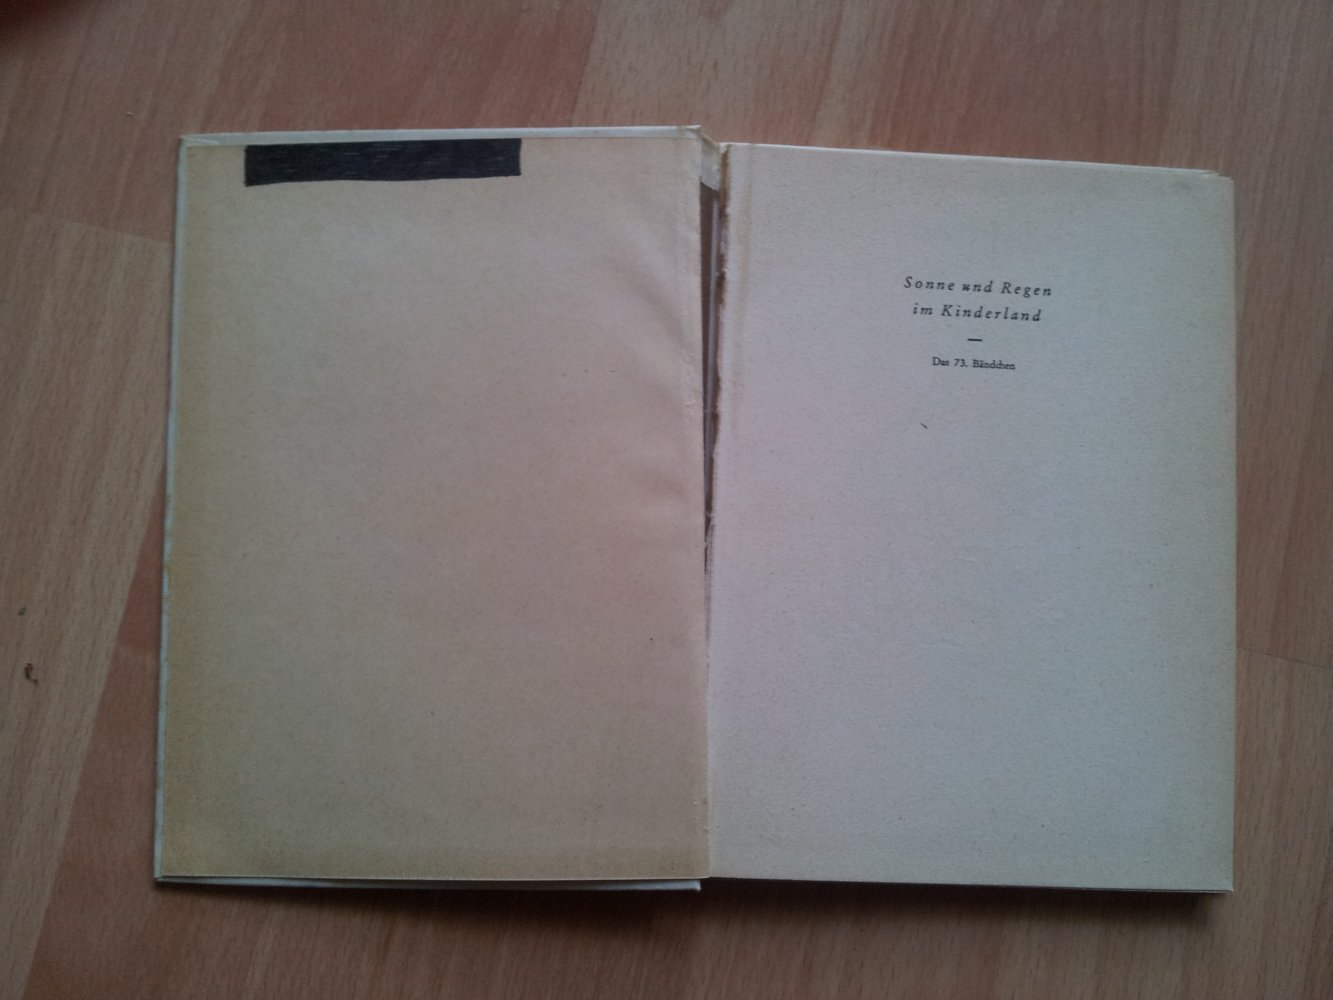 Sonne und Regen
im Kinderland
Das 73. Bändchen